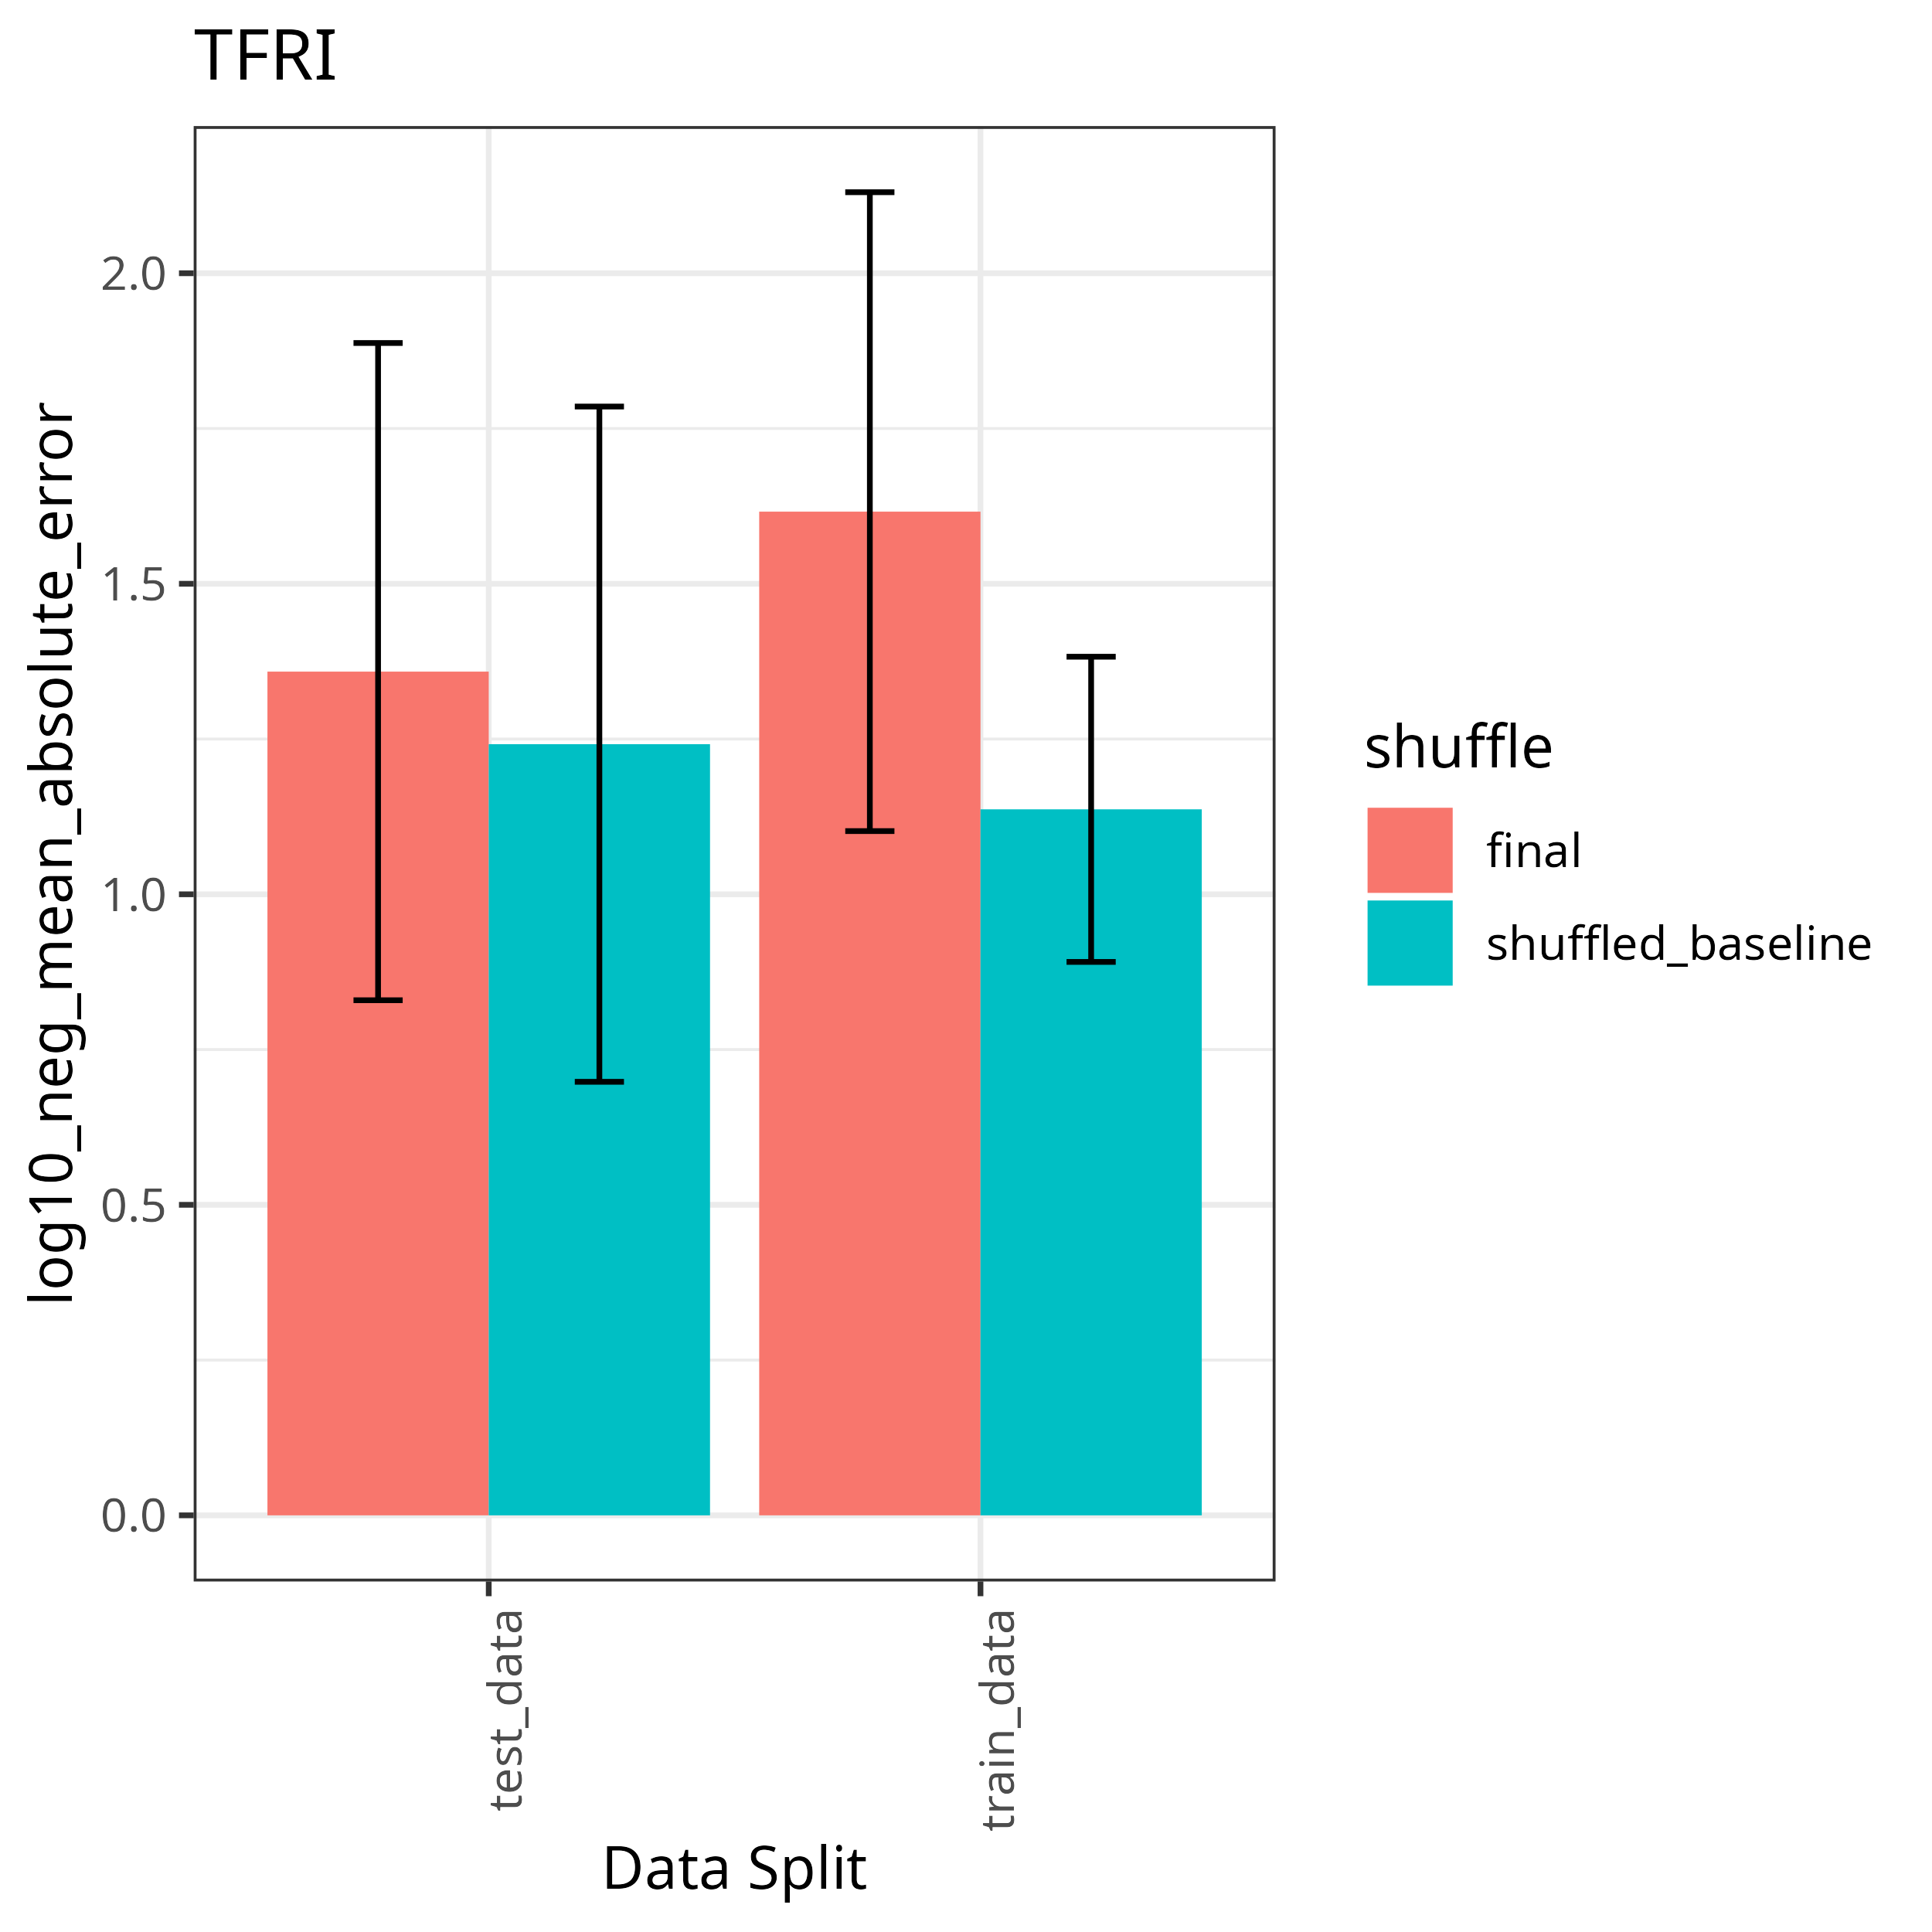 TFRI
log10_neg_mean_absolute_error
2.0
1.5
1.0
0.5
0.0
test_data
train_data
Data Split
shuffle
final
shuffled_baseline